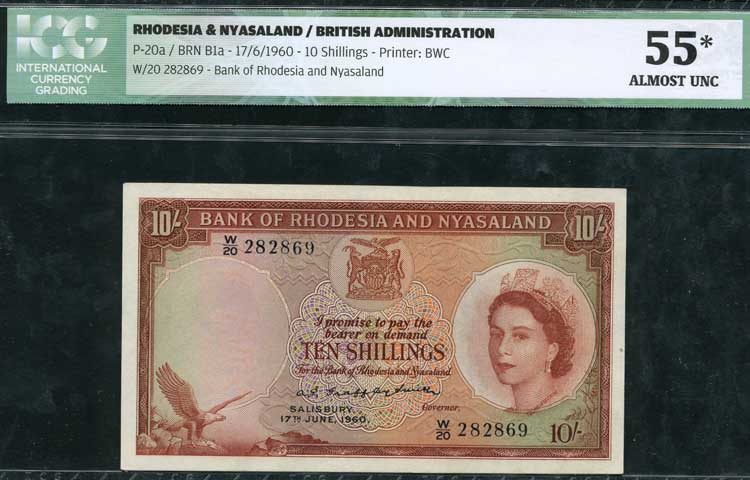 ICG
INTERNATIONAL
CURRENCY
GRADING
RHODESIA & NYASALAND / BRITISH ADMINISTRATION
P-20a / BRN B1a - 17/6/1960 - 10 Shillings - Printer: BWC
W/20 282869 - Bank of Rhodesia and Nyasaland
55*
ALMOST UNC
10/- BANK OF RHODESIA AND NYASALAND 10/-
W/20 282869
I promise to pay the
bearer on demand
TEN SHILLINGS
For the Bank of Rhodesia and Nyasaland.
SALISBURY, Governor.
17TH JUNE, 1960.
W/20 282869
10/-